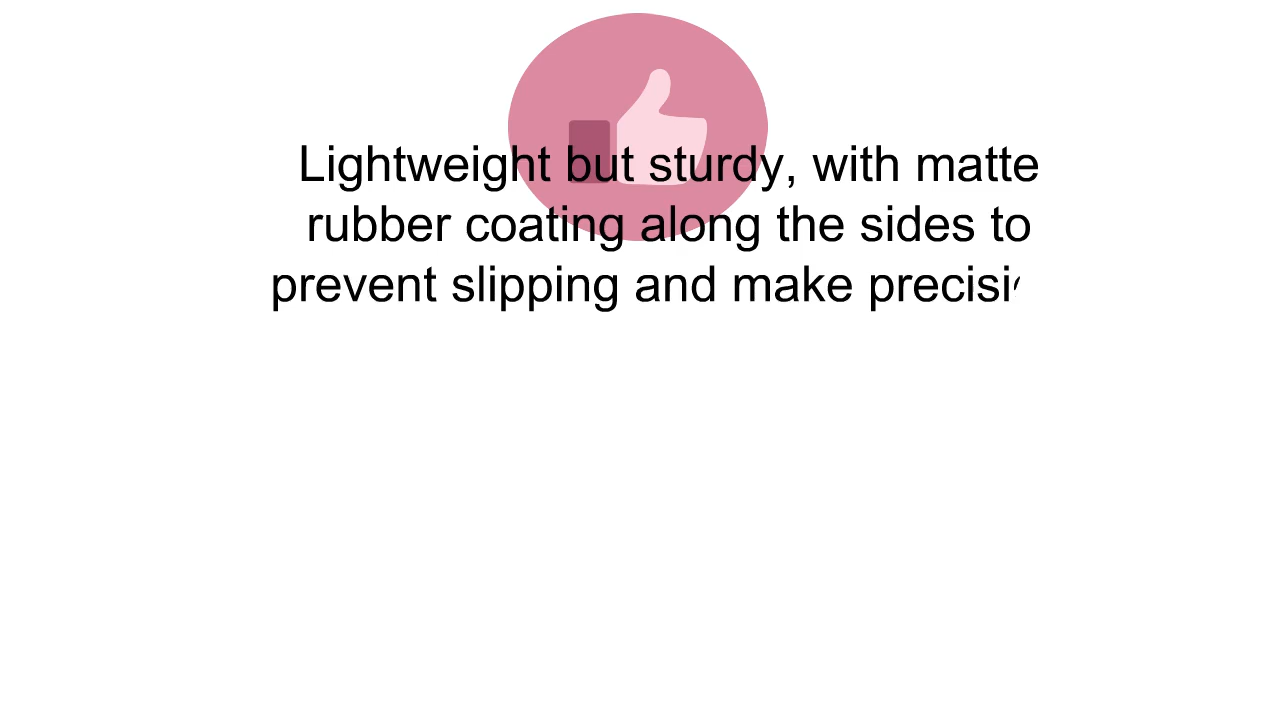 Lightweight but sturdy, with matte
rubber coating along the sides to
prevent slipping and make